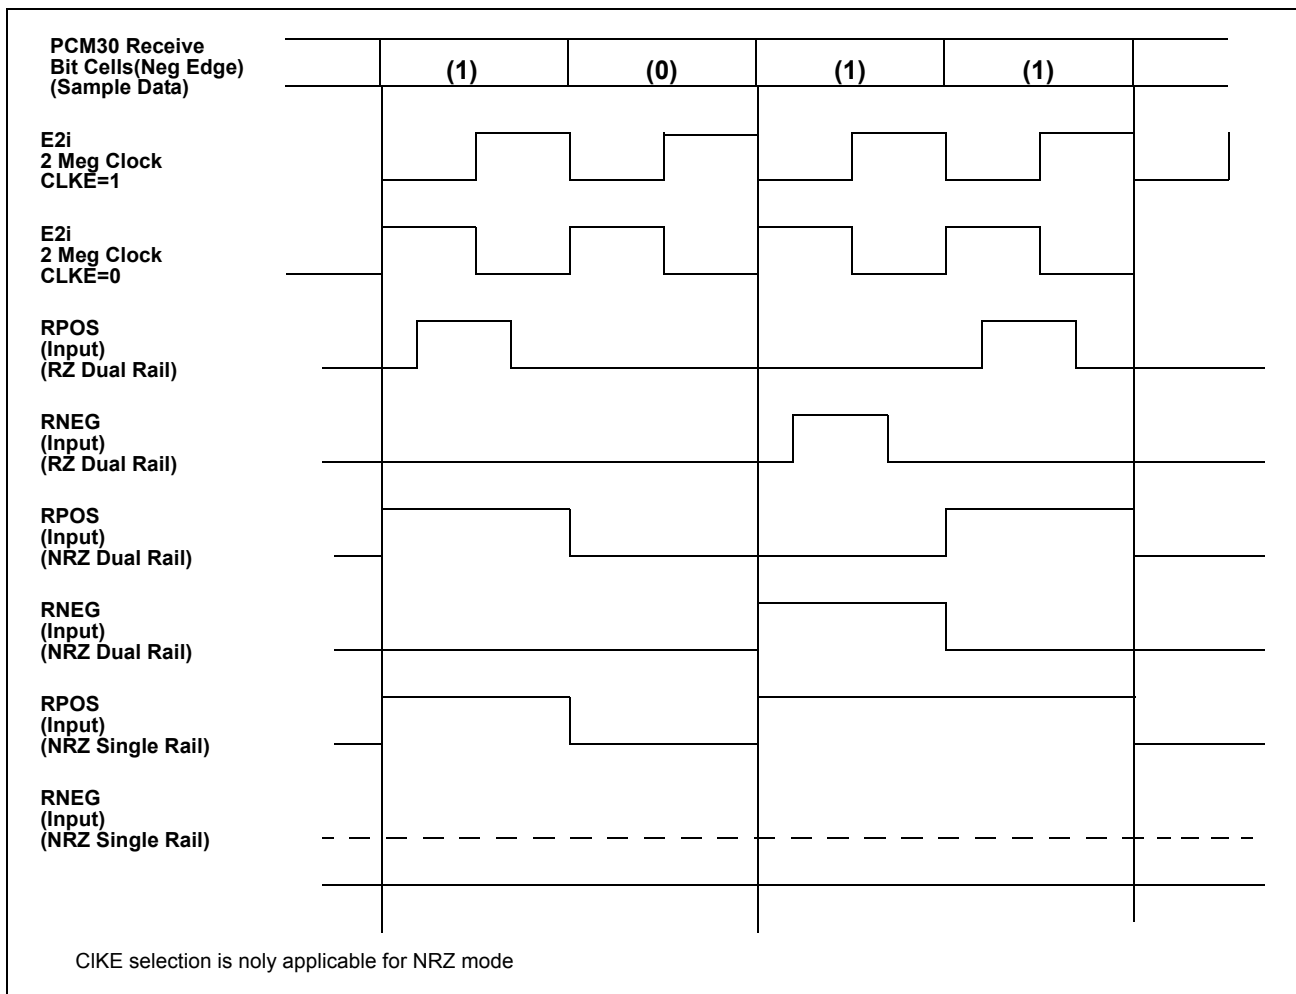 PCM30 Receive
Bit Cells(Neg Edge)
(Sample Data)
(1)
(0)
(1)
(1)
E2i
2 Meg Clock
CLKE=1
E2i
2 Meg Clock
CLKE=0
RPOS
(Input)
(RZ Dual Rail)
RNEG
(Input)
(RZ Dual Rail)
RPOS
(Input)
(NRZ Dual Rail)
RNEG
(Input)
(NRZ Dual Rail)
RPOS
(Input)
(NRZ Single Rail)
RNEG
(Input)
(NRZ Single Rail)
ClKE selection is noly applicable for NRZ mode